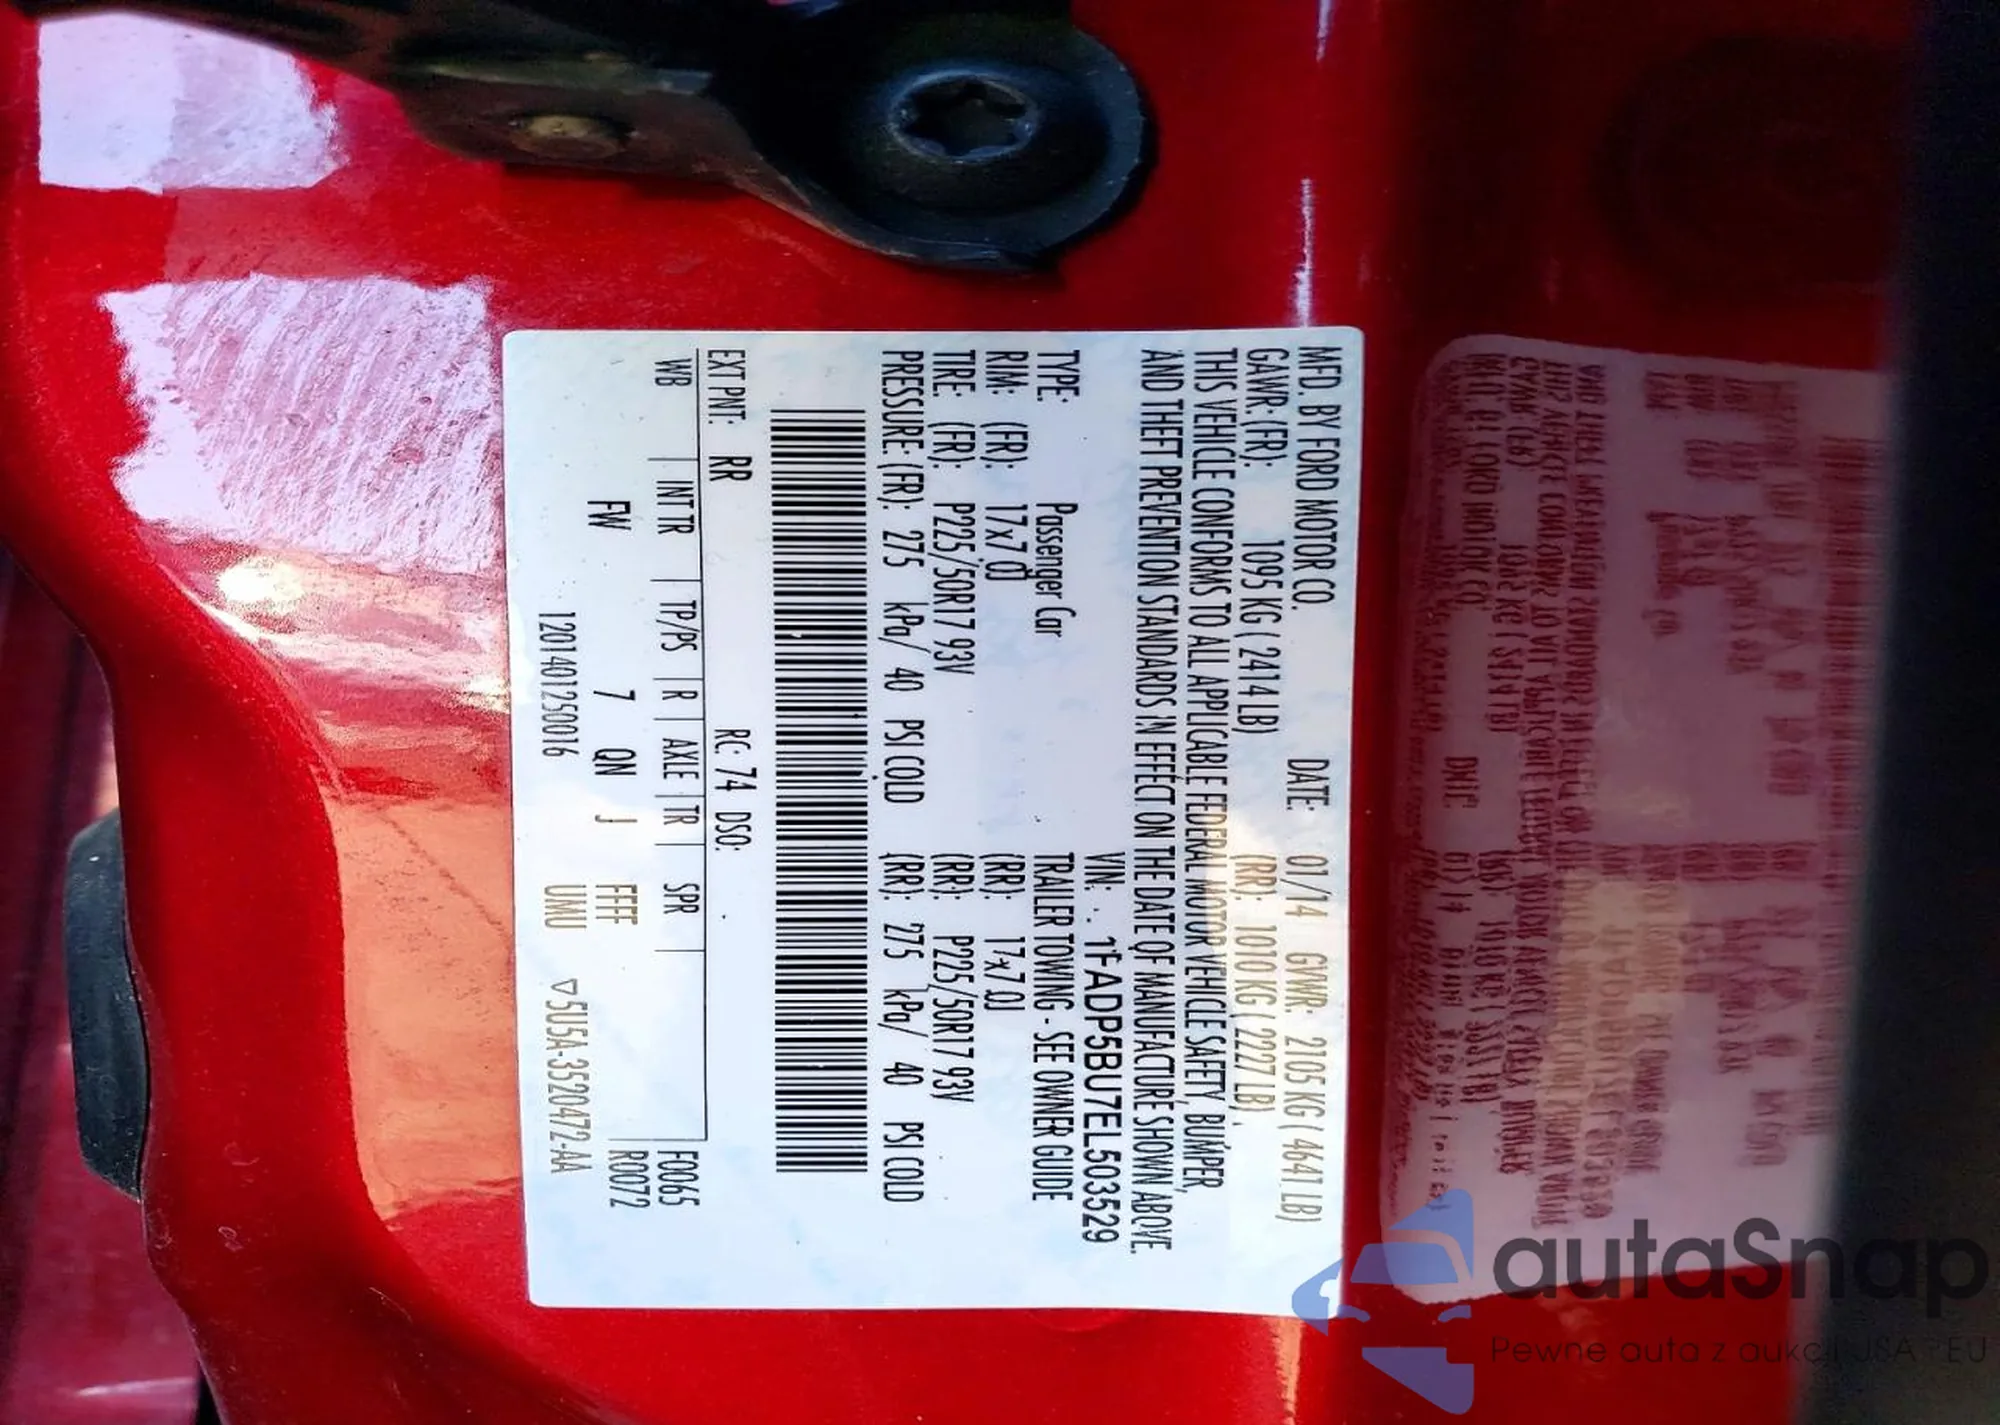 MFD. BY FORD MOTOR CO. DATE: 01/14 GVWR: 2105 KG ( 4641 LB)
GAWR: (FR): 1095 KG ( 2414 LB) (RR): 1010 KG ( 2227 LB)
THIS VEHICLE CONFORMS TO ALL APPLICABLE FEDERAL MOTOR VEHICLE SAFETY, BUMPER,
AND THEFT PREVENTION STANDARDS IN EFFECT ON THE DATE OF MANUFACTURE SHOWN ABOVE.
VIN: 1FADP5BU7EL503529
TYPE: Passenger Car TRAILER TOWING - SEE OWNER GUIDE
RIM: (FR): 17x7.0J (RR): 17x7.0J
TIRE: (FR): P225/50R17 93V (RR): P225/50R17 93V
PRESSURE: (FR): 275 kPa/ 40 PSI COLD (RR): 275 kPa/ 40 PSI COLD
EXT PNT: RR RC: 74 DSO:
WB INT TR TP/PS R AXLE TR SPR F0065
FW 7 QN J FFFF R0072
120140125001​6 UMU ▽5U5A-3520472-AA
autaSnap
Pewne auta z aukcji USA i EU